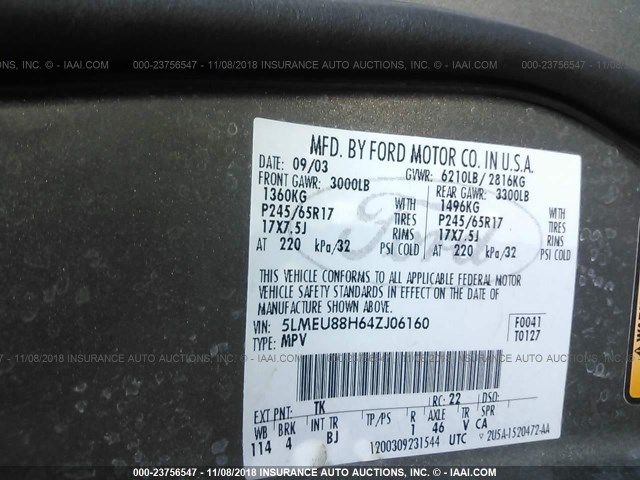 000-23756547 - 11/08/2018 - INSURANCE AUTO AUCTIONS, INC. - © IAAI.COM
MFD. BY FORD MOTOR CO. IN U.S.A.
DATE: 09/03 GVWR: 6210LB/ 2816KG
FRONT GAWR: 3000LB REAR GAWR: 3300LB
1360KG WITH 1496KG WITH
P245/65R17 TIRES P245/65R17 TIRES
17X7.5J RIMS 17X7.5J RIMS
AT 220 kPa/32 PSI COLD AT 220 kPa/32 PSI COLD
Ford
THIS VEHICLE CONFORMS TO ALL APPLICABLE FEDERAL MOTOR
VEHICLE SAFETY STANDARDS IN EFFECT ON THE DATE OF
MANUFACTURE SHOWN ABOVE.
VIN: 5LMEU88H64ZJ06160 F0041
TYPE: MPV T0127
EXT PNT: TK RC: 22 DSO:
WB BRK INT TR TP/PS R AXLE TR SPR
114 4 BJ 1 46 V CA
1200309231544 UTC 2U5A-1520472-AA
000-23756547 - 11/08/2018 - INSURANCE AUTO AUCTIONS, INC. - © IAAI.COM